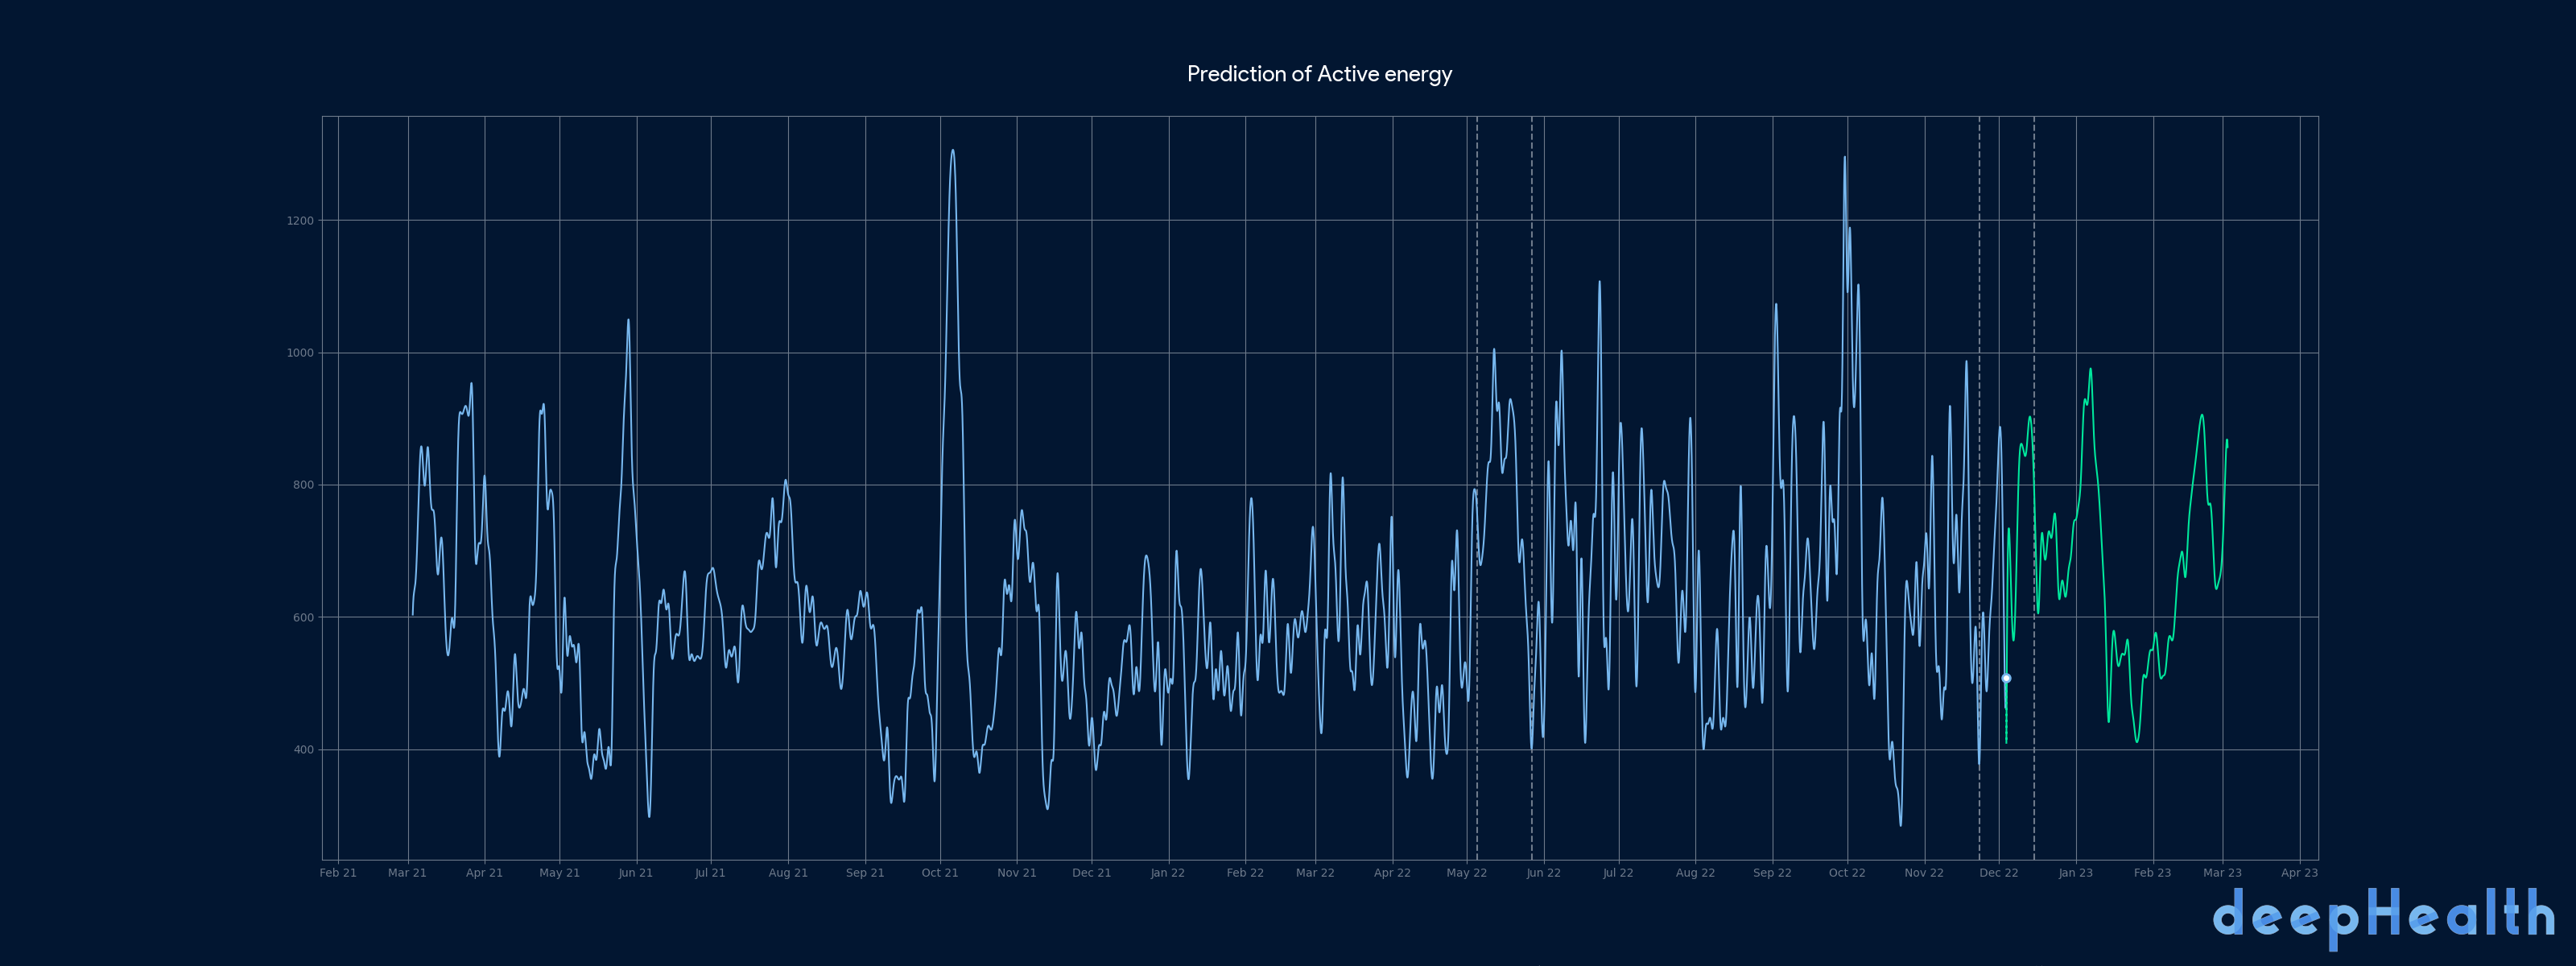 Prediction of Active energy
1200
1000
800
600
400
Feb 21 Mar 21 Apr 21 May 21 Jun 21 Jul 21 Aug 21 Sep 21 Oct 21 Nov 21 Dec 21 Jan 22 Feb 22 Mar 22 Apr 22 May 22 Jun 22 Jul 22 Aug 22 Sep 22 Oct 22 Nov 22 Dec 22 Jan 23 Feb 23 Mar 23 Apr 23
deepHealth